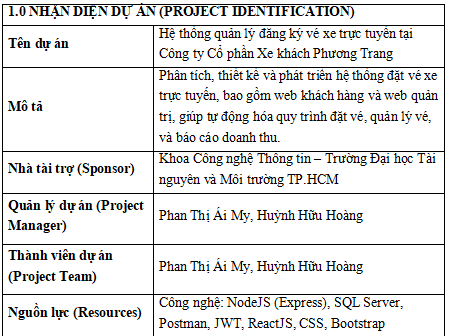 1.0 NHẬN DIỆN DỰ ÁN (PROJECT IDENTIFICATION)
Tên dự án
Hệ thống quản lý đăng ký vé xe trực tuyến tại
Công ty Cổ phần Xe khách Phương Trang
Mô tả
Phân tích, thiết kế và phát triển hệ thống đặt vé xe
trực tuyến, bao gồm web khách hàng và web quản
trị, giúp tự động hóa quy trình đặt vé, quản lý vé,
và báo cáo doanh thu.
Nhà tài trợ (Sponsor)
Khoa Công nghệ Thông tin – Trường Đại học Tài
nguyên và Môi trường TP.HCM
Quản lý dự án (Project
Manager)
Phan Thị Ái My, Huỳnh Hữu Hoàng
Thành viên dự án
(Project Team)
Phan Thị Ái My, Huỳnh Hữu Hoàng
Nguồn lực (Resources)
Công nghệ: NodeJS (Express), SQL Server,
Postman, JWT, ReactJS, CSS, Bootstrap